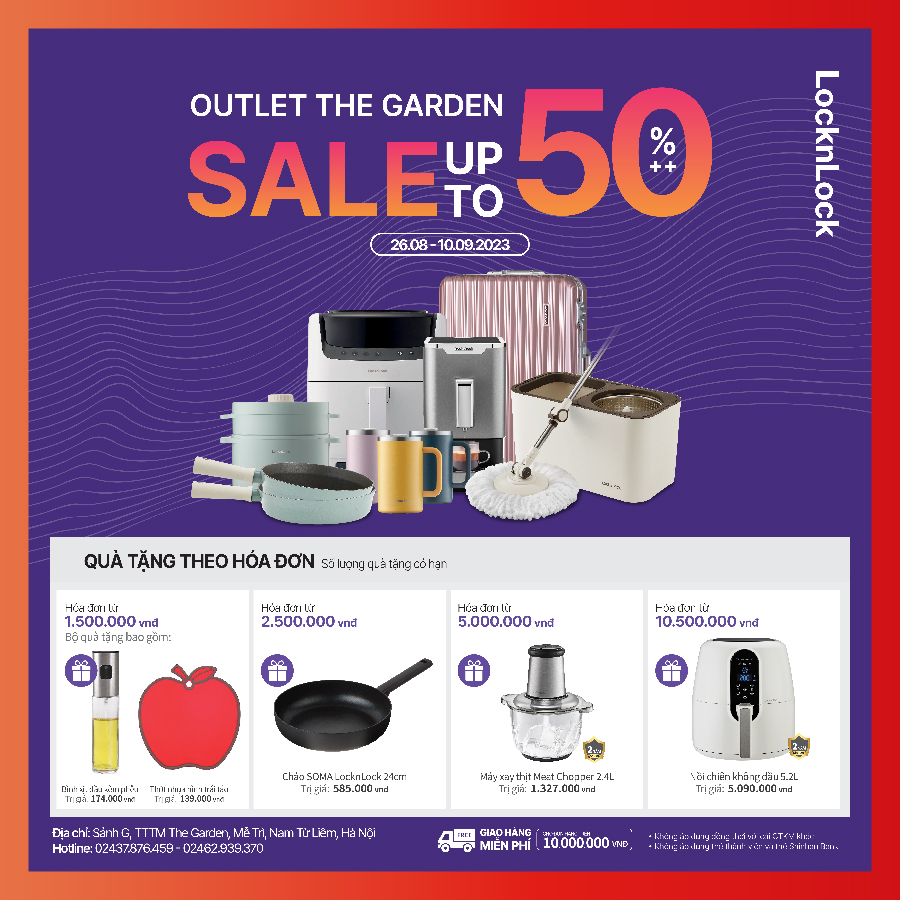 OUTLET THE GARDEN
SALE UP TO 50 % ++
LocknLock
26.08 - 10.09.2023
QUÀ TẶNG THEO HÓA ĐƠN Số lượng quà tặng có hạn
Hóa đơn từ
1.500.000 vnđ
Bộ quà tặng bao gồm:
Trị giá: 174.000 vnđ
Trị giá: 139.000 vnđ
Hóa đơn từ
2.500.000 vnđ
Chảo SOMA LocknLock 24cm
Trị giá: 585.000 vnđ
Hóa đơn từ
5.000.000 vnđ
Máy xay thịt Meat Chopper 2.4L
Trị giá: 1.327.000 vnđ
Hóa đơn từ
10.500.000 vnđ
Nồi chiên không dầu 5.2L
Trị giá: 5.090.000 vnđ
Địa chỉ: Sảnh G, TTTM The Garden, Mễ Trì, Nam Từ Liêm, Hà Nội
Hotline: 02437.876.459 - 02462.939.370
FREE
GIAO HÀNG
MIỄN PHÍ
10.000.000 VNĐ